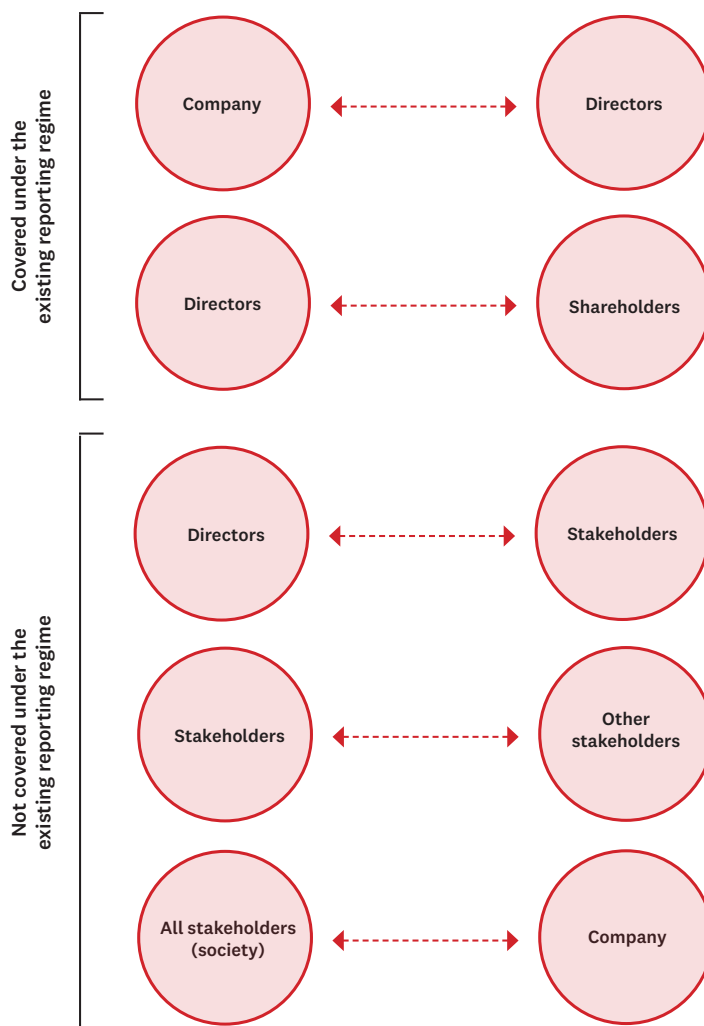 Covered under the
existing reporting regime
Company
Directors
Directors
Shareholders
Not covered under the
existing reporting regime
Directors
Stakeholders
Stakeholders
Other
stakeholders
All stakeholders
(society)
Company